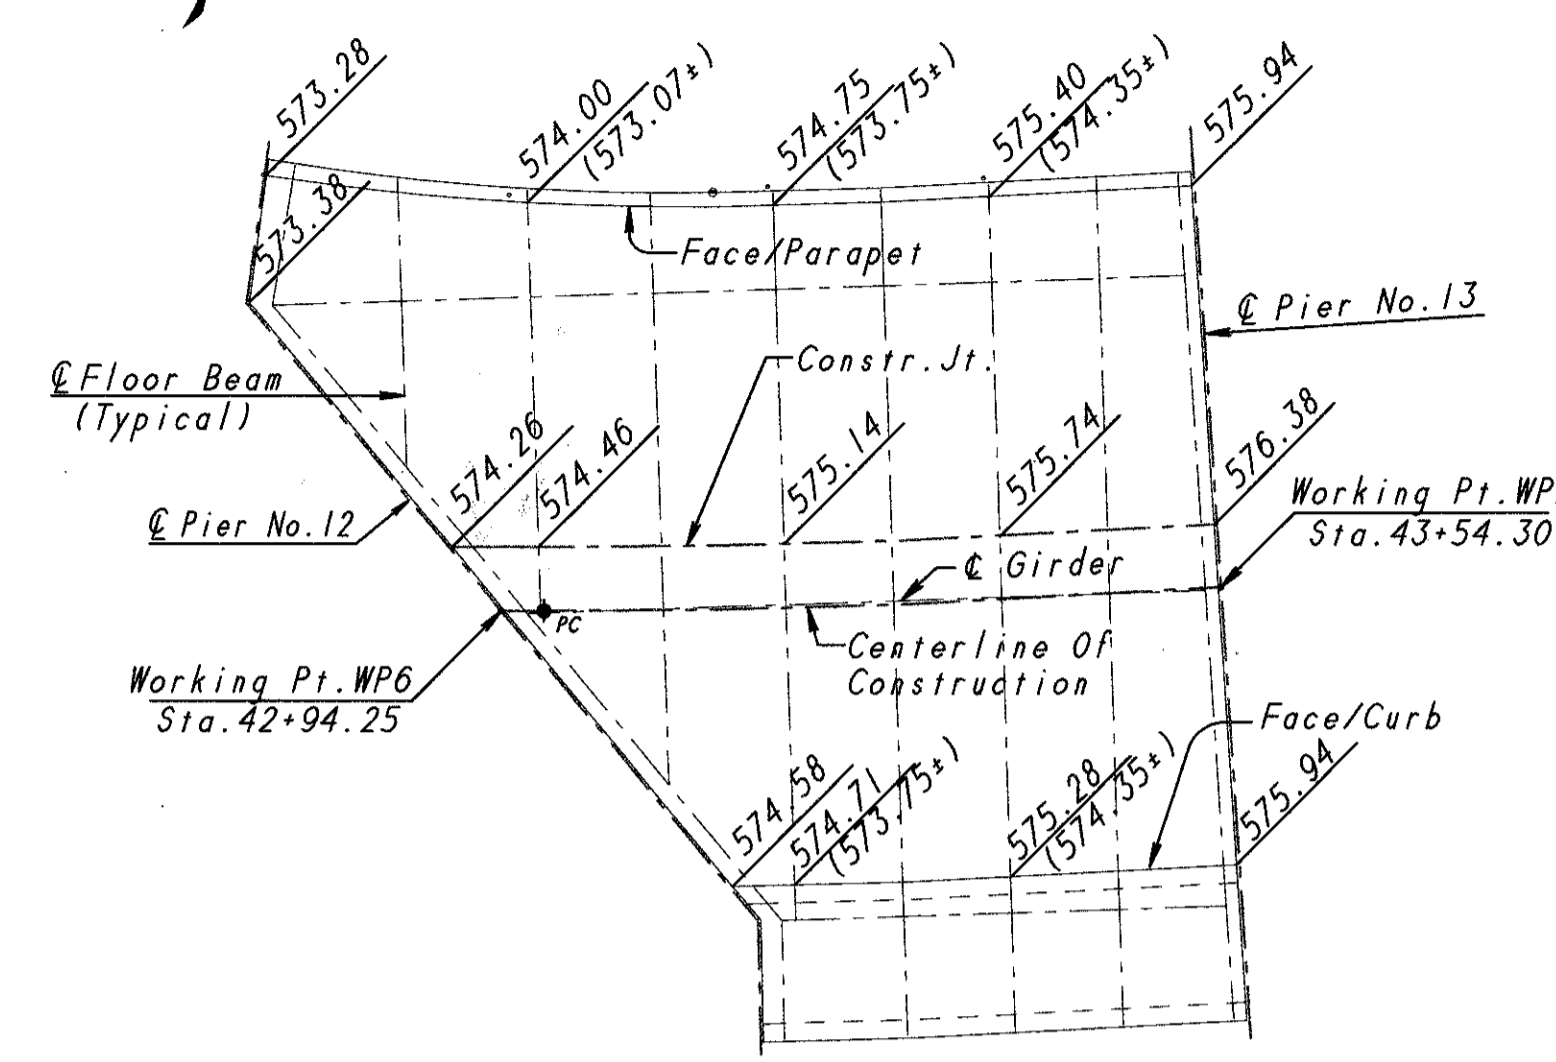 573.28
574.00
(573.07±)
574.75
(573.75±)
575.40
(574.35±)
575.94
573.38
Face/Parapet
℄ Pier No.13
Constr.Jt.
℄ Floor Beam
(Typical)
574.26
574.46
575.14
575.74
576.38
Working Pt.WP
Sta.43+54.30
℄ Pier No.12
℄ Girder
PC
Centerline Of
Construction
Working Pt.WP6
Sta.42+94.25
Face/Curb
574.58
574.71
(573.75±)
575.28
(574.35±)
575.94